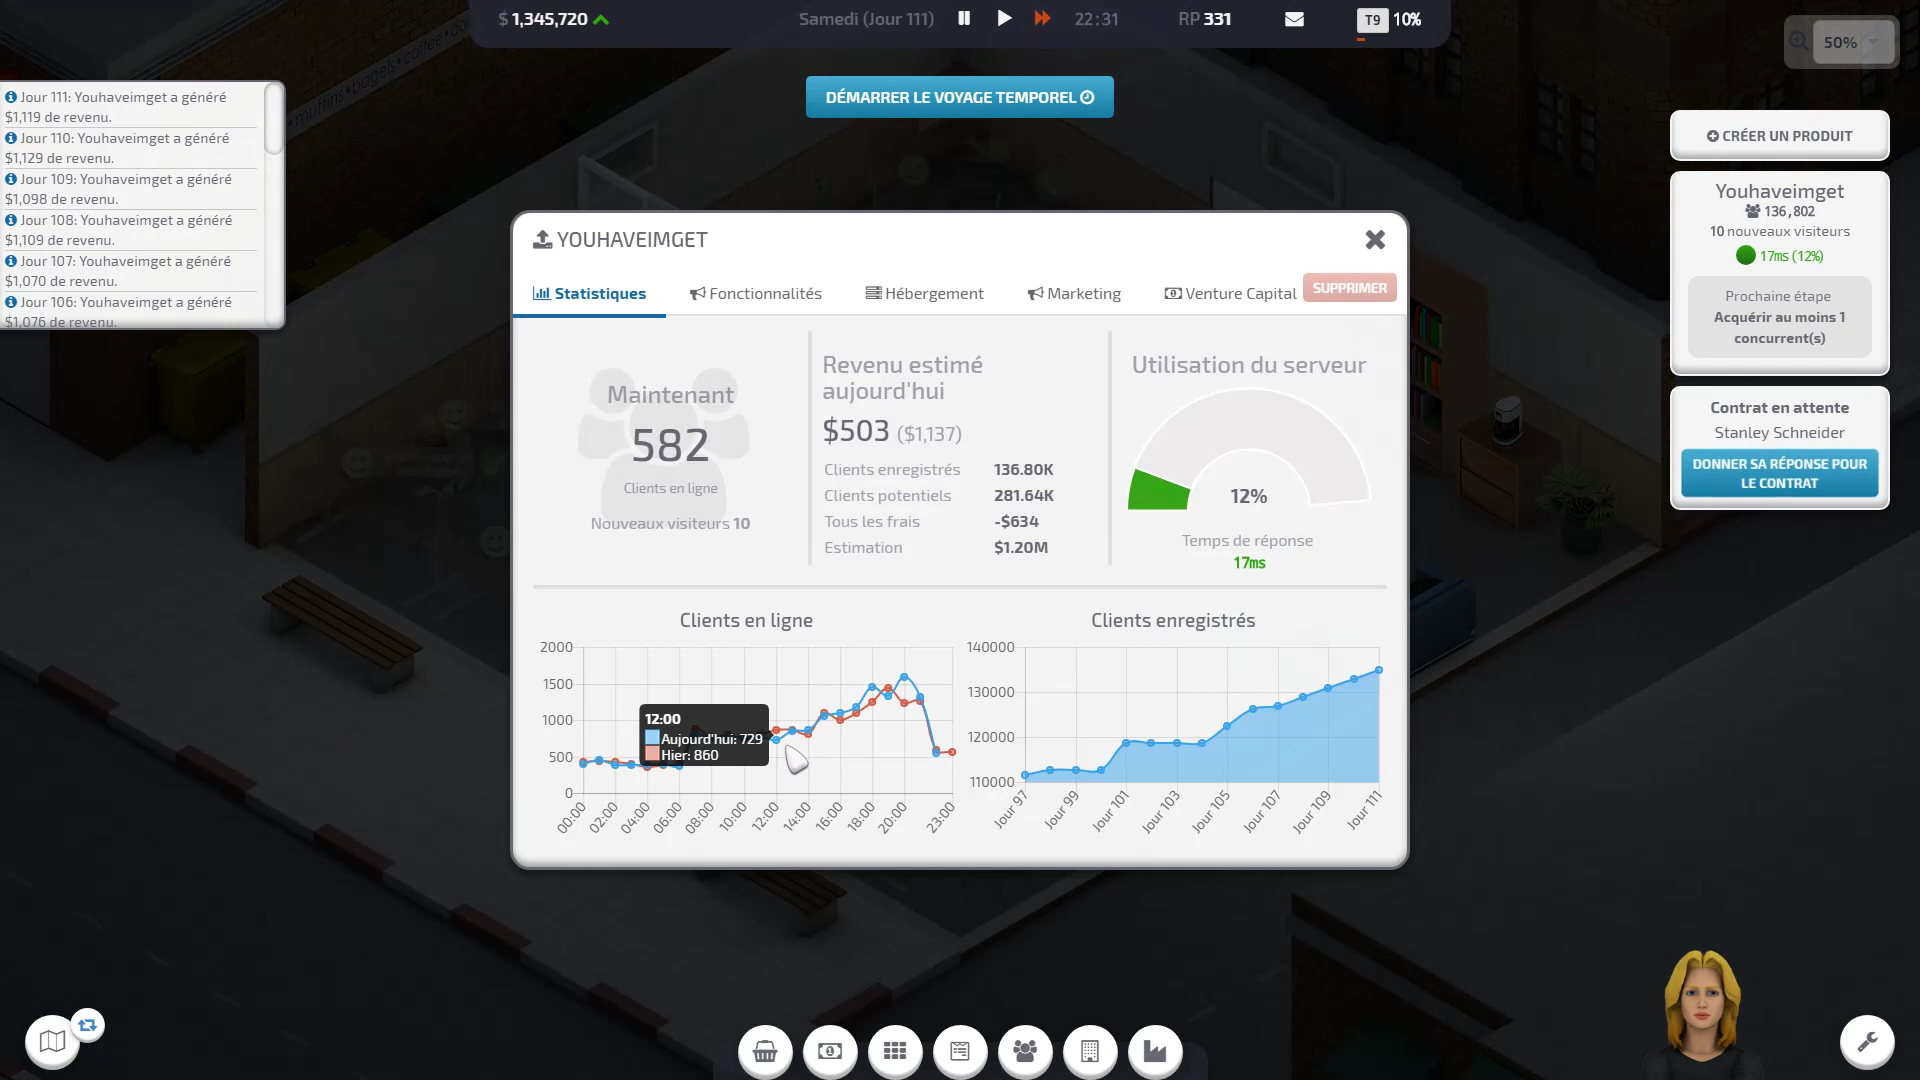 $ 1,345,720
Samedi (Jour 111)
22:31
RP 331
T9 10%
50%
DÉMARRER LE VOYAGE TEMPOREL
muffins • bagels • coffee
Jour 111: Youhaveimget a généré
$1,119 de revenu.
Jour 110: Youhaveimget a généré
$1,129 de revenu.
Jour 109: Youhaveimget a généré
$1,098 de revenu.
Jour 108: Youhaveimget a généré
$1,109 de revenu.
Jour 107: Youhaveimget a généré
$1,070 de revenu.
Jour 106: Youhaveimget a généré
$1,076 de revenu.
CRÉER UN PRODUIT
Youhaveimget
136,802
10 nouveaux visiteurs
17ms (12%)
Prochaine étape
Acquérir au moins 1
concurrent(s)
Contrat en attente
Stanley Schneider
DONNER SA RÉPONSE POUR
LE CONTRAT
YOUHAVEIMGET
Statistiques
Fonctionnalités
Hébergement
Marketing
Venture Capital
SUPPRIMER
Maintenant
582
Clients en ligne
Nouveaux visiteurs 10
Revenu estimé
aujourd'hui
$503 ($1,137)
Clients enregistrés 136.80K
Clients potentiels 281.64K
Tous les frais -$634
Estimation $1.20M
Utilisation du serveur
12%
Temps de réponse
17ms
Clients en ligne
2000
1500
1000
500
0
12:00
Aujourd'hui: 729
Hier: 860
00:00 02:00 04:00 06:00 08:00 10:00 12:00 14:00 16:00 18:00 20:00 23:00
Clients enregistrés
140000
130000
120000
110000
Jour 97 Jour 99 Jour 101 Jour 103 Jour 105 Jour 107 Jour 109 Jour 111